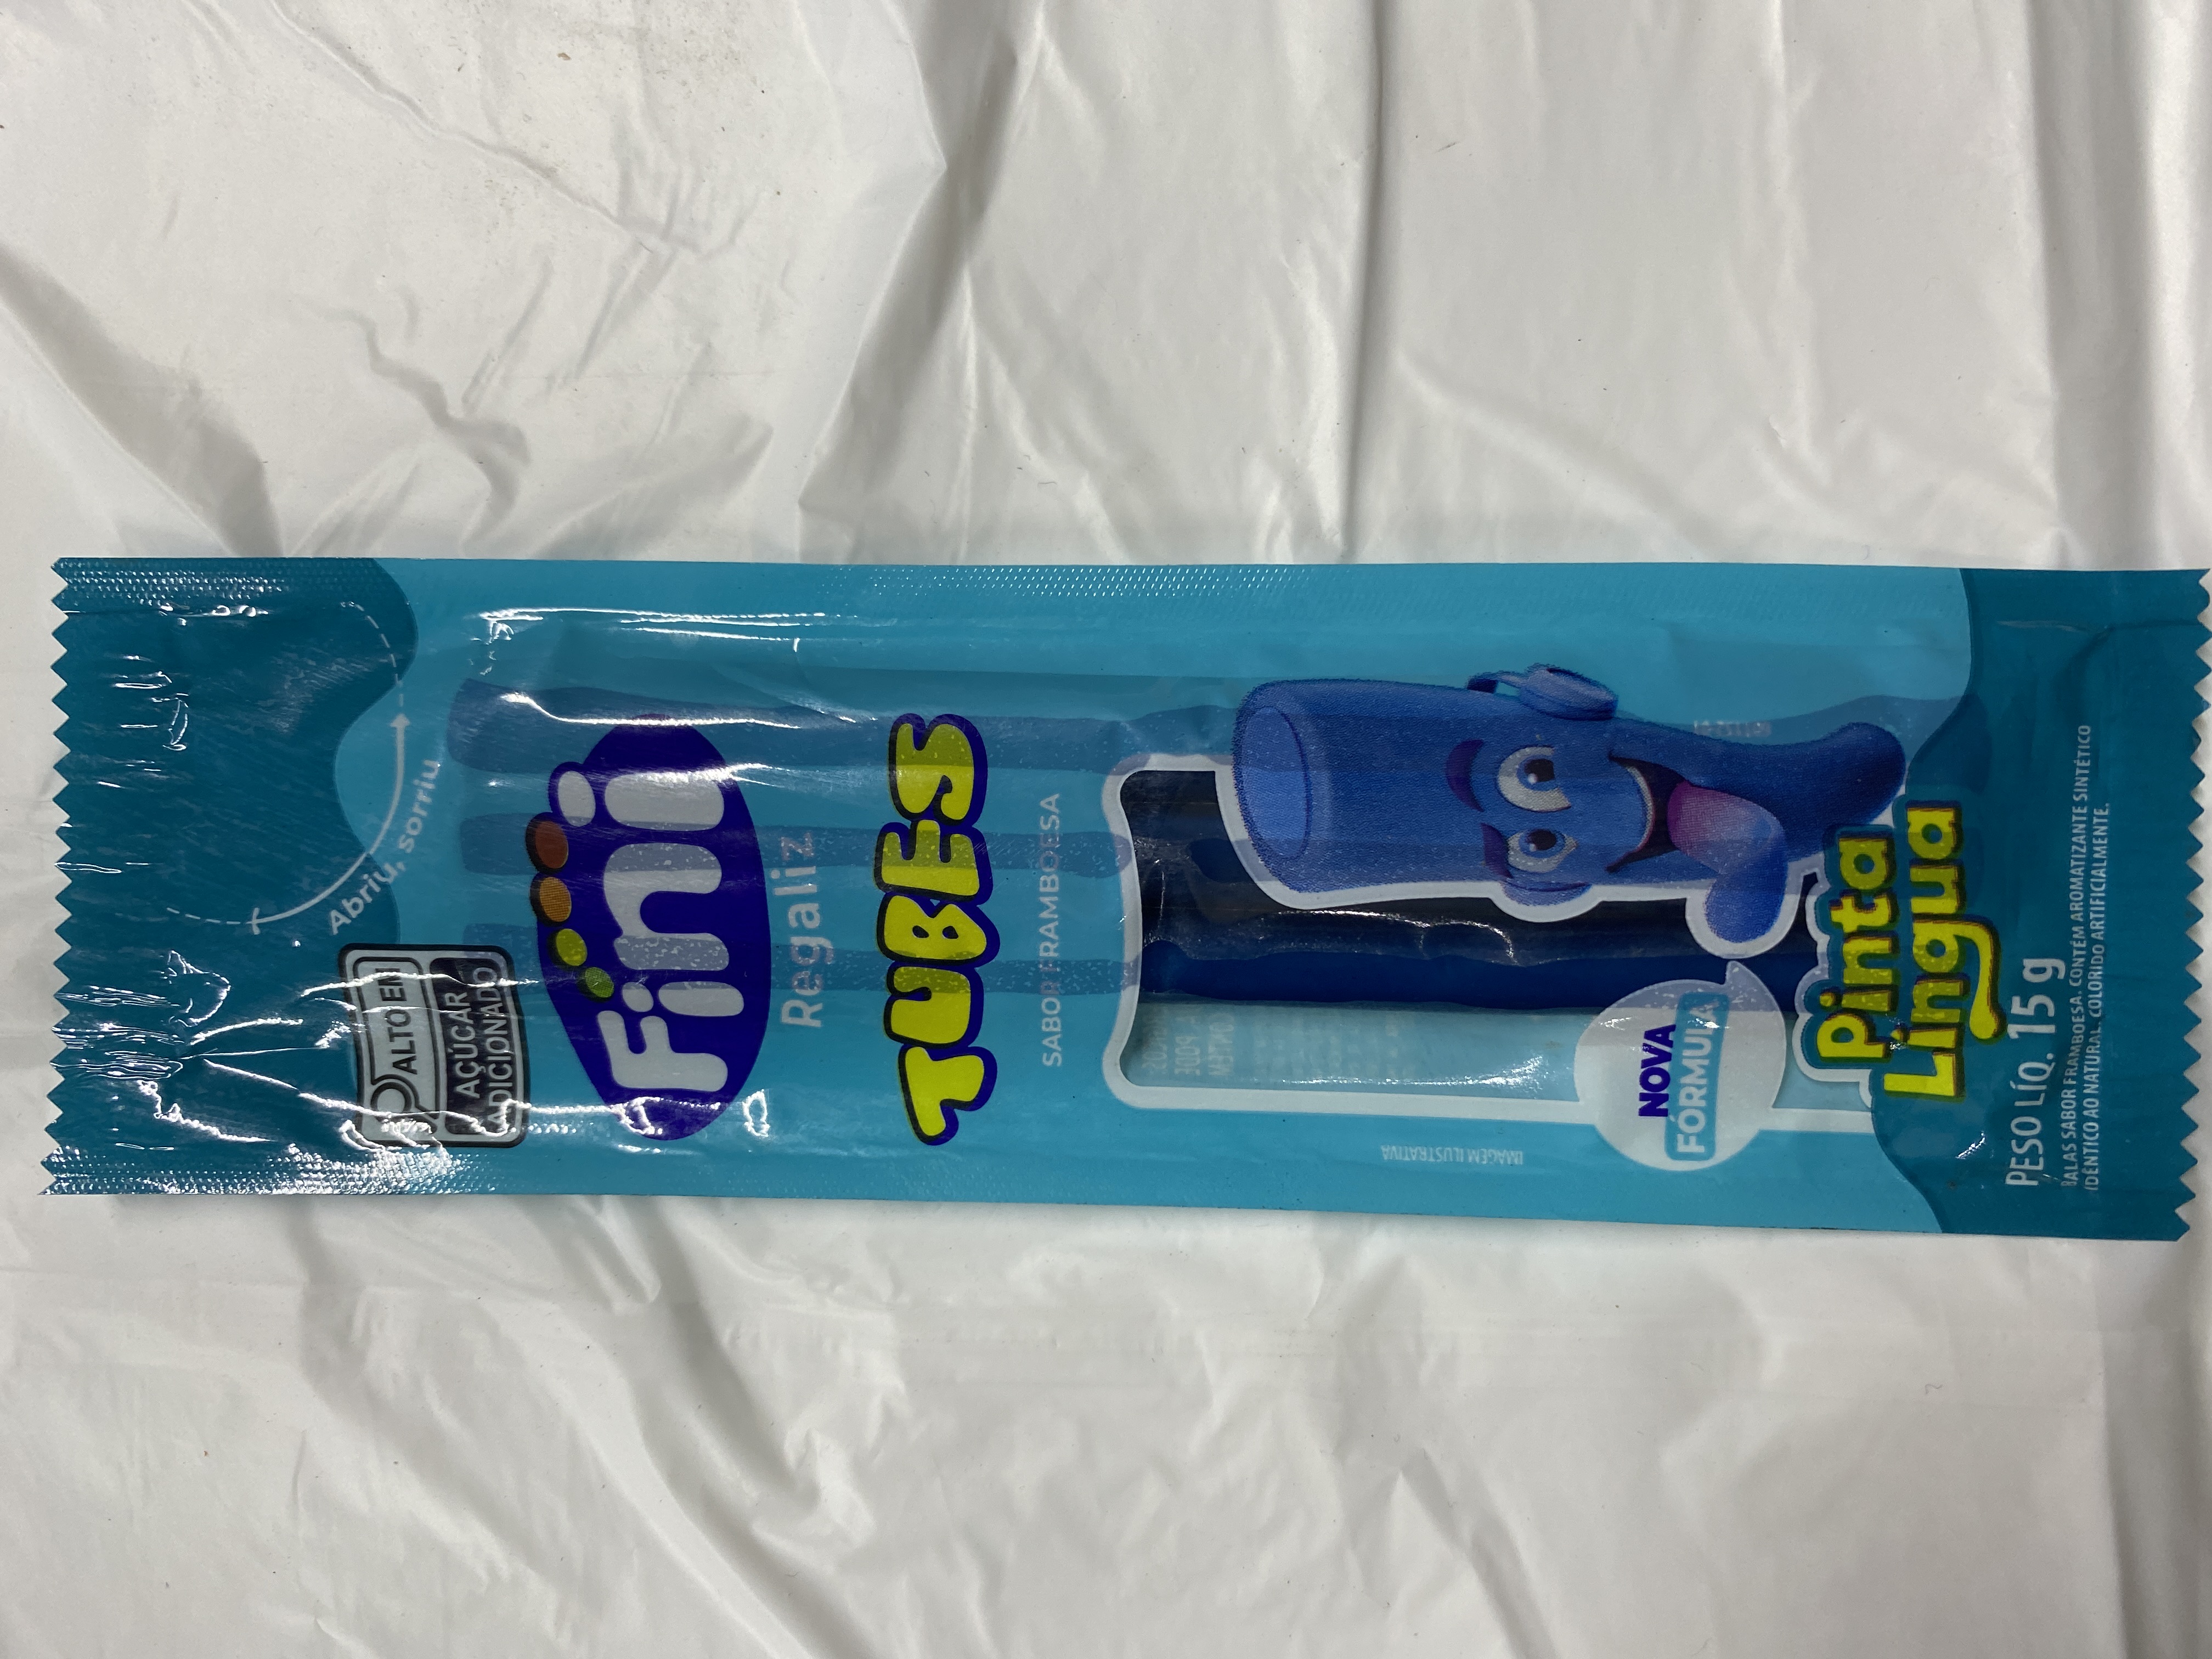 Abriu, sorriu
ALTO EM
AÇÚCAR
ADICIONADO
Fini
Regaliz
TUBES
SABOR FRAMBOESA
IMAGEM ILUSTRATIVA
NOVA
FÓRMULA
Pinta
Língua
PESO LÍQ. 15 g
BALAS SABOR FRAMBOESA. CONTÉM AROMATIZANTE SINTÉTICO
IDÊNTICO AO NATURAL. COLORIDO ARTIFICIALMENTE.